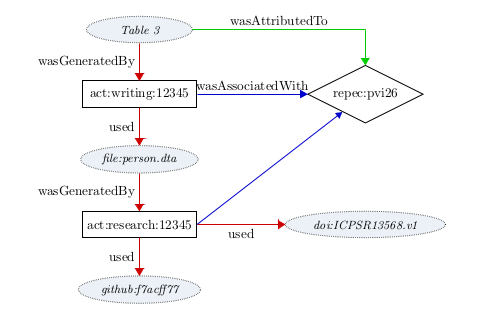 Table 3
wasAttributedTo
wasGeneratedBy
act:writing:12345
wasAssociatedWith
repec:pvi26
used
file:person.dta
wasGeneratedBy
act:research:12345
used
doi:ICPSR13568.v1
used
github:f7acff77